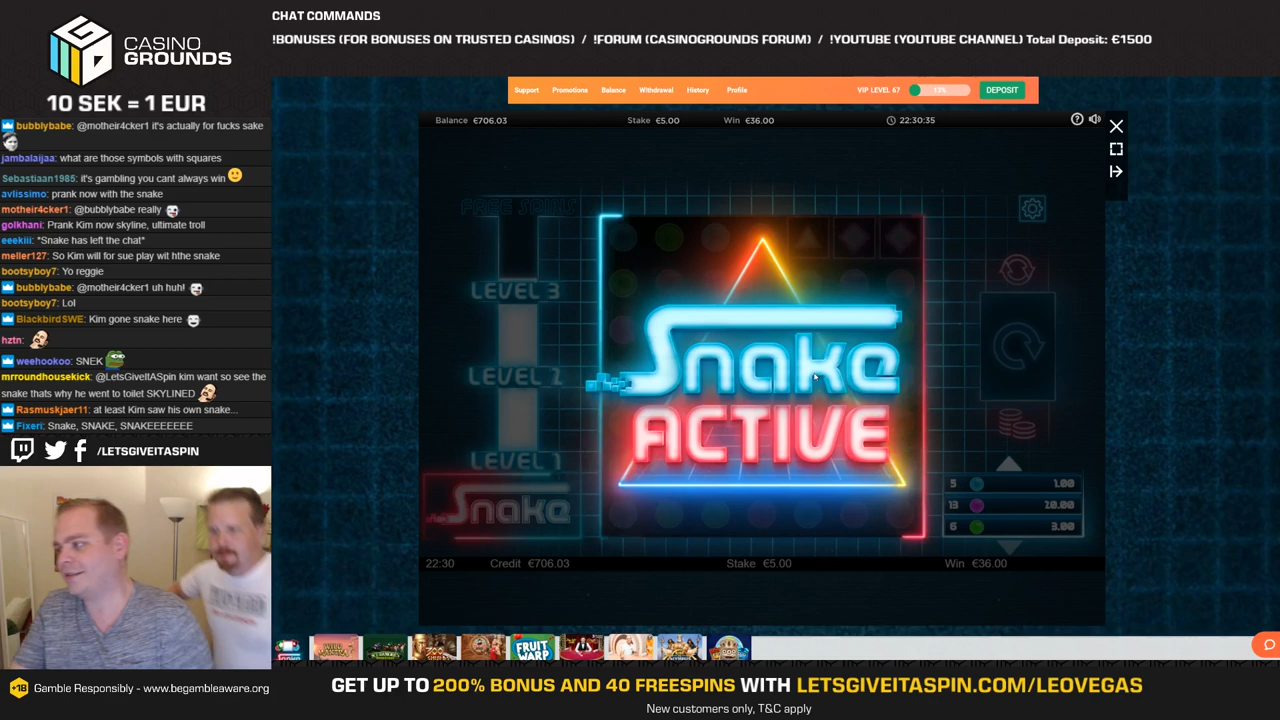 CHAT COMMANDS
!BONUSES (FOR BONUSES ON TRUSTED CASINOS) / !FORUM (CASINOGROUNDS FORUM) / !YOUTUBE (YOUTUBE CHANNEL) Total Deposit: €1500
CASINO
GROUNDS
10 SEK = 1 EUR
Support Promotions Balance Withdrawal History Profile VIP LEVEL 67 13% DEPOSIT
Balance €706.03 Stake €5.00 Win €36.00 22:30:35
bubblybabe: @motheir4cker1 it's actually for fucks sake
jambalaijaa: what are those symbols with squares
Sebastiaan1985: it's gambling you cant always win
avlissimo: prank now with the snake
motheir4cker1: @bubblybabe really
golkhani: Prank Kim now skyline, ultimate troll
eeekiii: "Snake has left the chat"
meller127: So Kim will for sue play wit hthe snake
bootsyboy7: Yo reggie
bubblybabe: @motheir4cker1 uh huh!
bootsyboy7: Lol
BlackbirdSWE: Kim gone snake here
hztn:
weehookoo: SNEK
mrroundhousekick: @LetsGiveItASpin kim want so see the
snake thats why he went to toilet SKYLINED
Rasmuskjaer11: at least Kim saw his own snake...
Fixeri: Snake, SNAKE, SNAKEEEEEEE
/LETSGIVEITASPIN
FREE SPINS
LEVEL 3
LEVEL 2
LEVEL 1
Snake
Snake
ACTIVE
5 1.00
13 20.00
6 3.00
22:30 Credit €706.03 Stake €5.00 Win €36.00
FRUIT
WARP
+18 Gamble Responsibly - www.begambleaware.org
GET UP TO 200% BONUS AND 40 FREESPINS WITH LETSGIVEITASPIN.COM/LEOVEGAS
New customers only, T&C apply